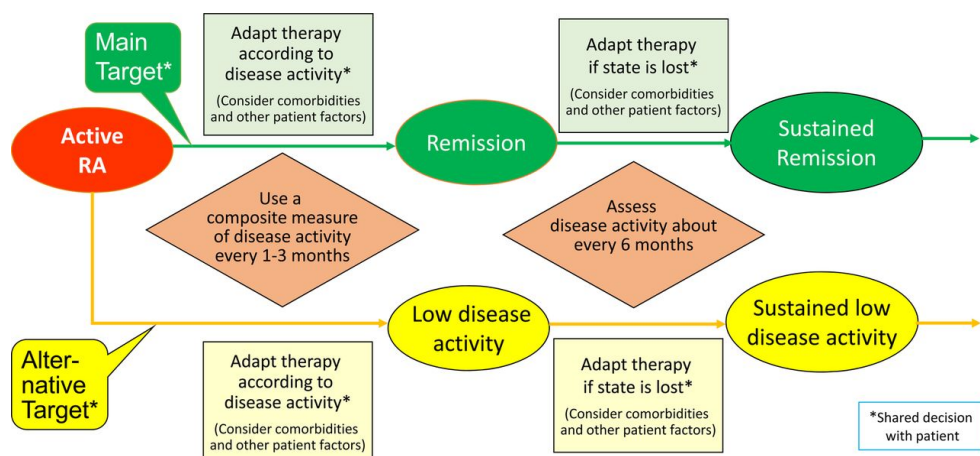 Main
Target*
Adapt therapy
according to
disease activity*
(Consider comorbidities
and other patient factors)
Adapt therapy
if state is lost*
(Consider comorbidities
and other patient factors)
Active
RA
Remission
Sustained
Remission
Use a
composite measure
of disease activity
every 1-3 months
Assess
disease activity about
every 6 months
Low disease
activity
Sustained low
disease activity
Alter-
native
Target*
Adapt therapy
according to
disease activity*
(Consider comorbidities
and other patient factors)
Adapt therapy
if state is lost*
(Consider comorbidities
and other patient factors)
*Shared decision
with patient